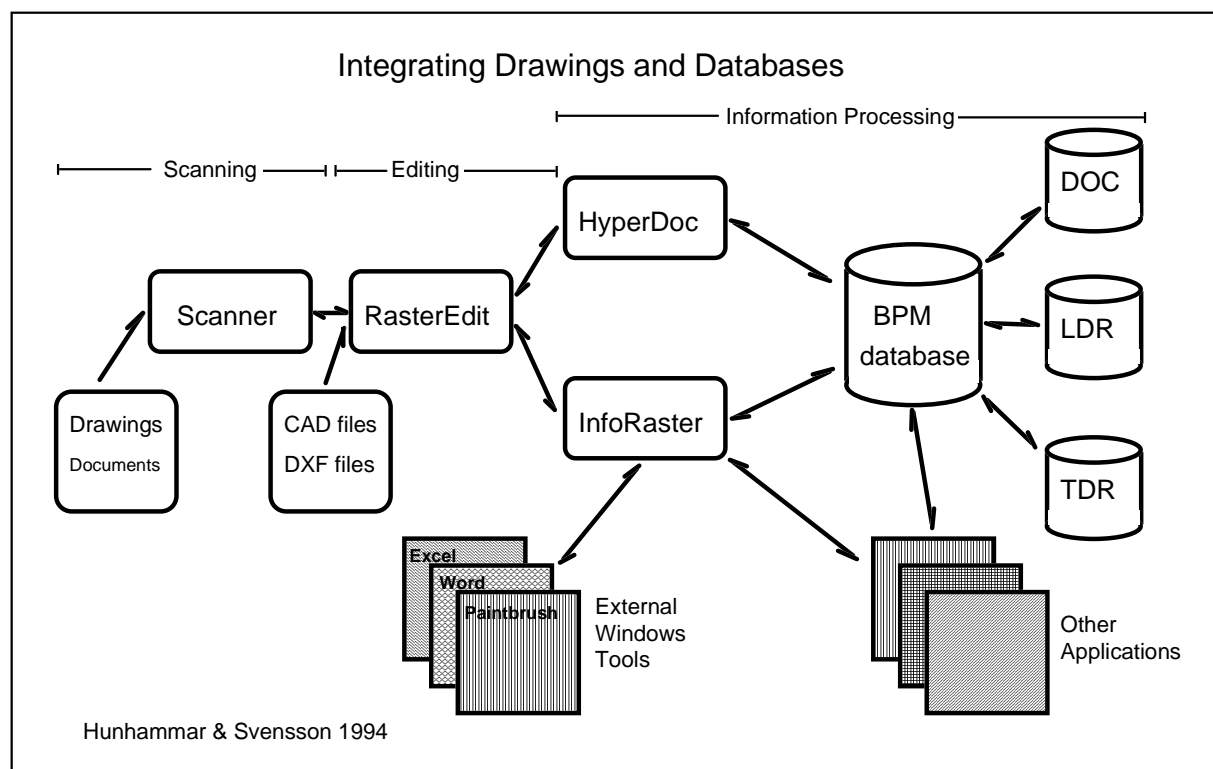 Integrating Drawings and Databases
Information Processing
Scanning
Editing
DOC
HyperDoc
Scanner
RasterEdit
BPM
database
LDR
Drawings
Documents
CAD files
DXF files
InfoRaster
TDR
Excel
Word
Paintbrush
External
Windows
Tools
Other
Applications
Hunhammar & Svensson 1994